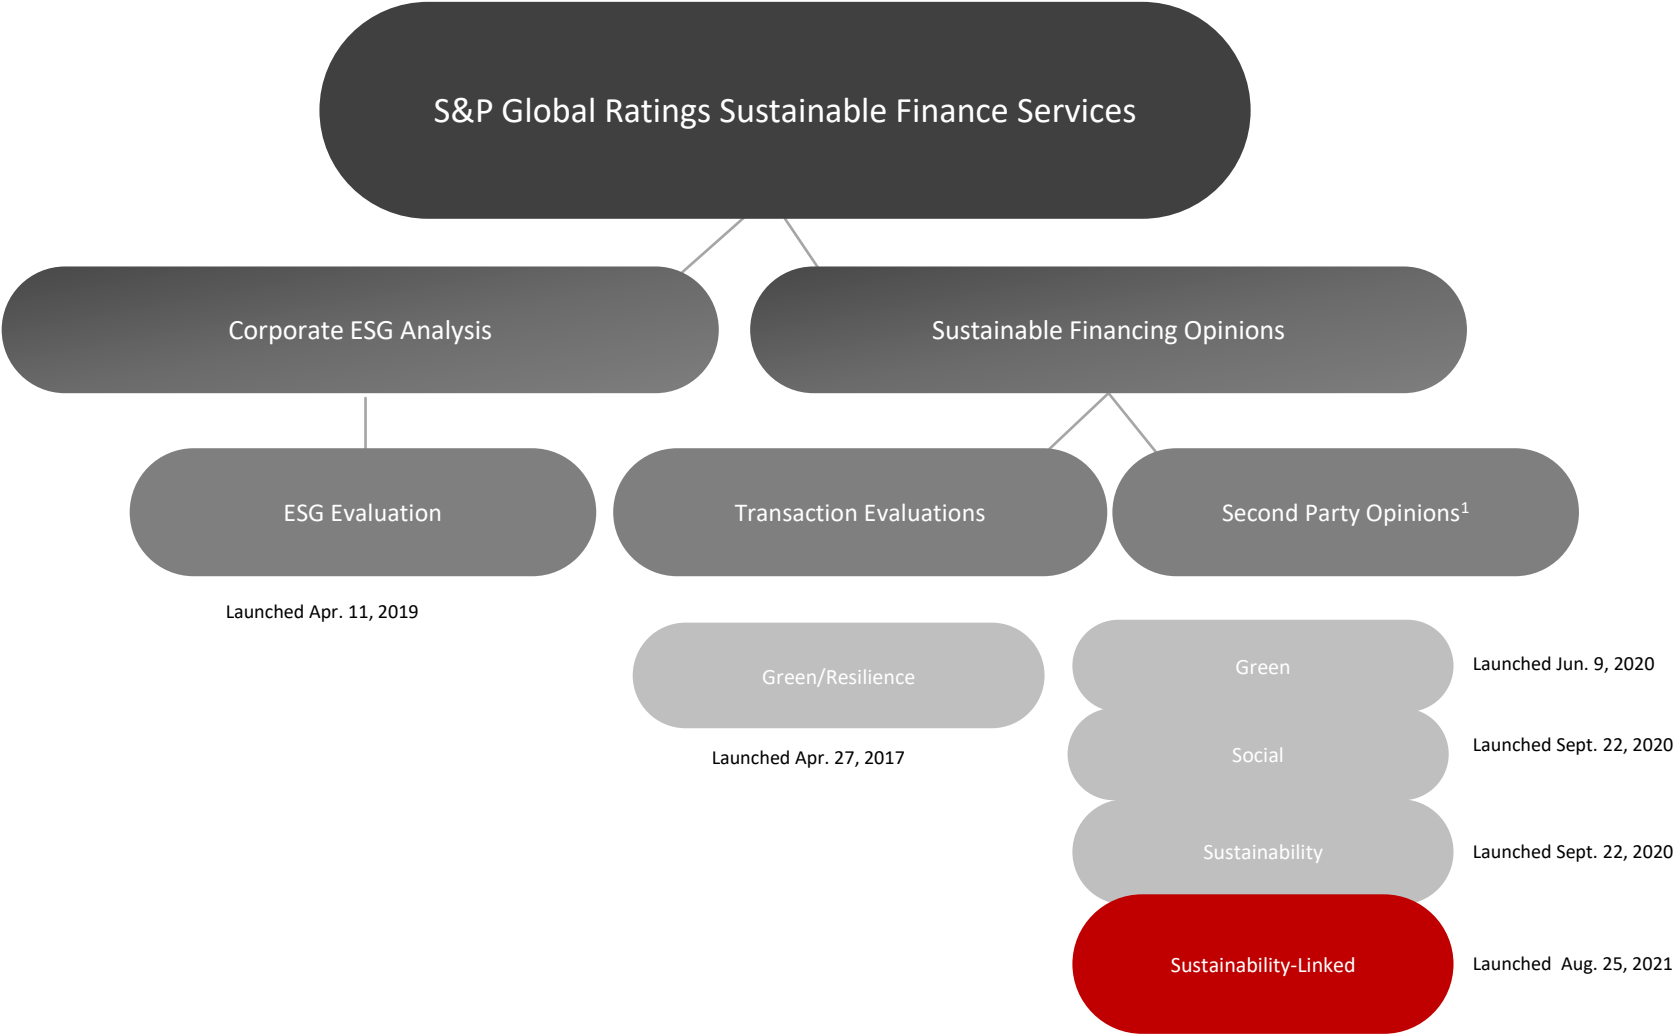 S&P Global Ratings Sustainable Finance Services
Corporate ESG Analysis
Sustainable Financing Opinions
ESG Evaluation
Transaction Evaluations
Second Party Opinions¹
Launched Apr. 11, 2019
Green/Resilience
Launched Apr. 27, 2017
Green
Launched Jun. 9, 2020
Social
Launched Sept. 22, 2020
Sustainability
Launched Sept. 22, 2020
Sustainability-Linked
Launched  Aug. 25, 2021